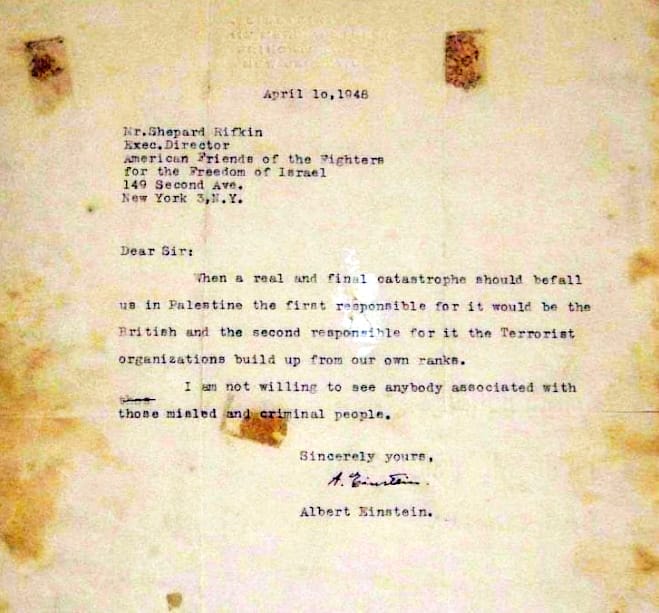 April 10,1948
Mr.Shepard Rifkin
Exec.Director
American Friends of the Fighters
for the Freedom of Israel
149 Second Ave.
New York 3,N.Y.
Dear Sir:
When a real and final catastrophe should befall
us in Palestine the first responsible for it would be the
British and the second responsible for it the Terrorist
organizations build up from our own ranks.
I am not willing to see anybody associated with
those misled and criminal people.
Sincerely yours,
A. Einstein.
Albert Einstein.